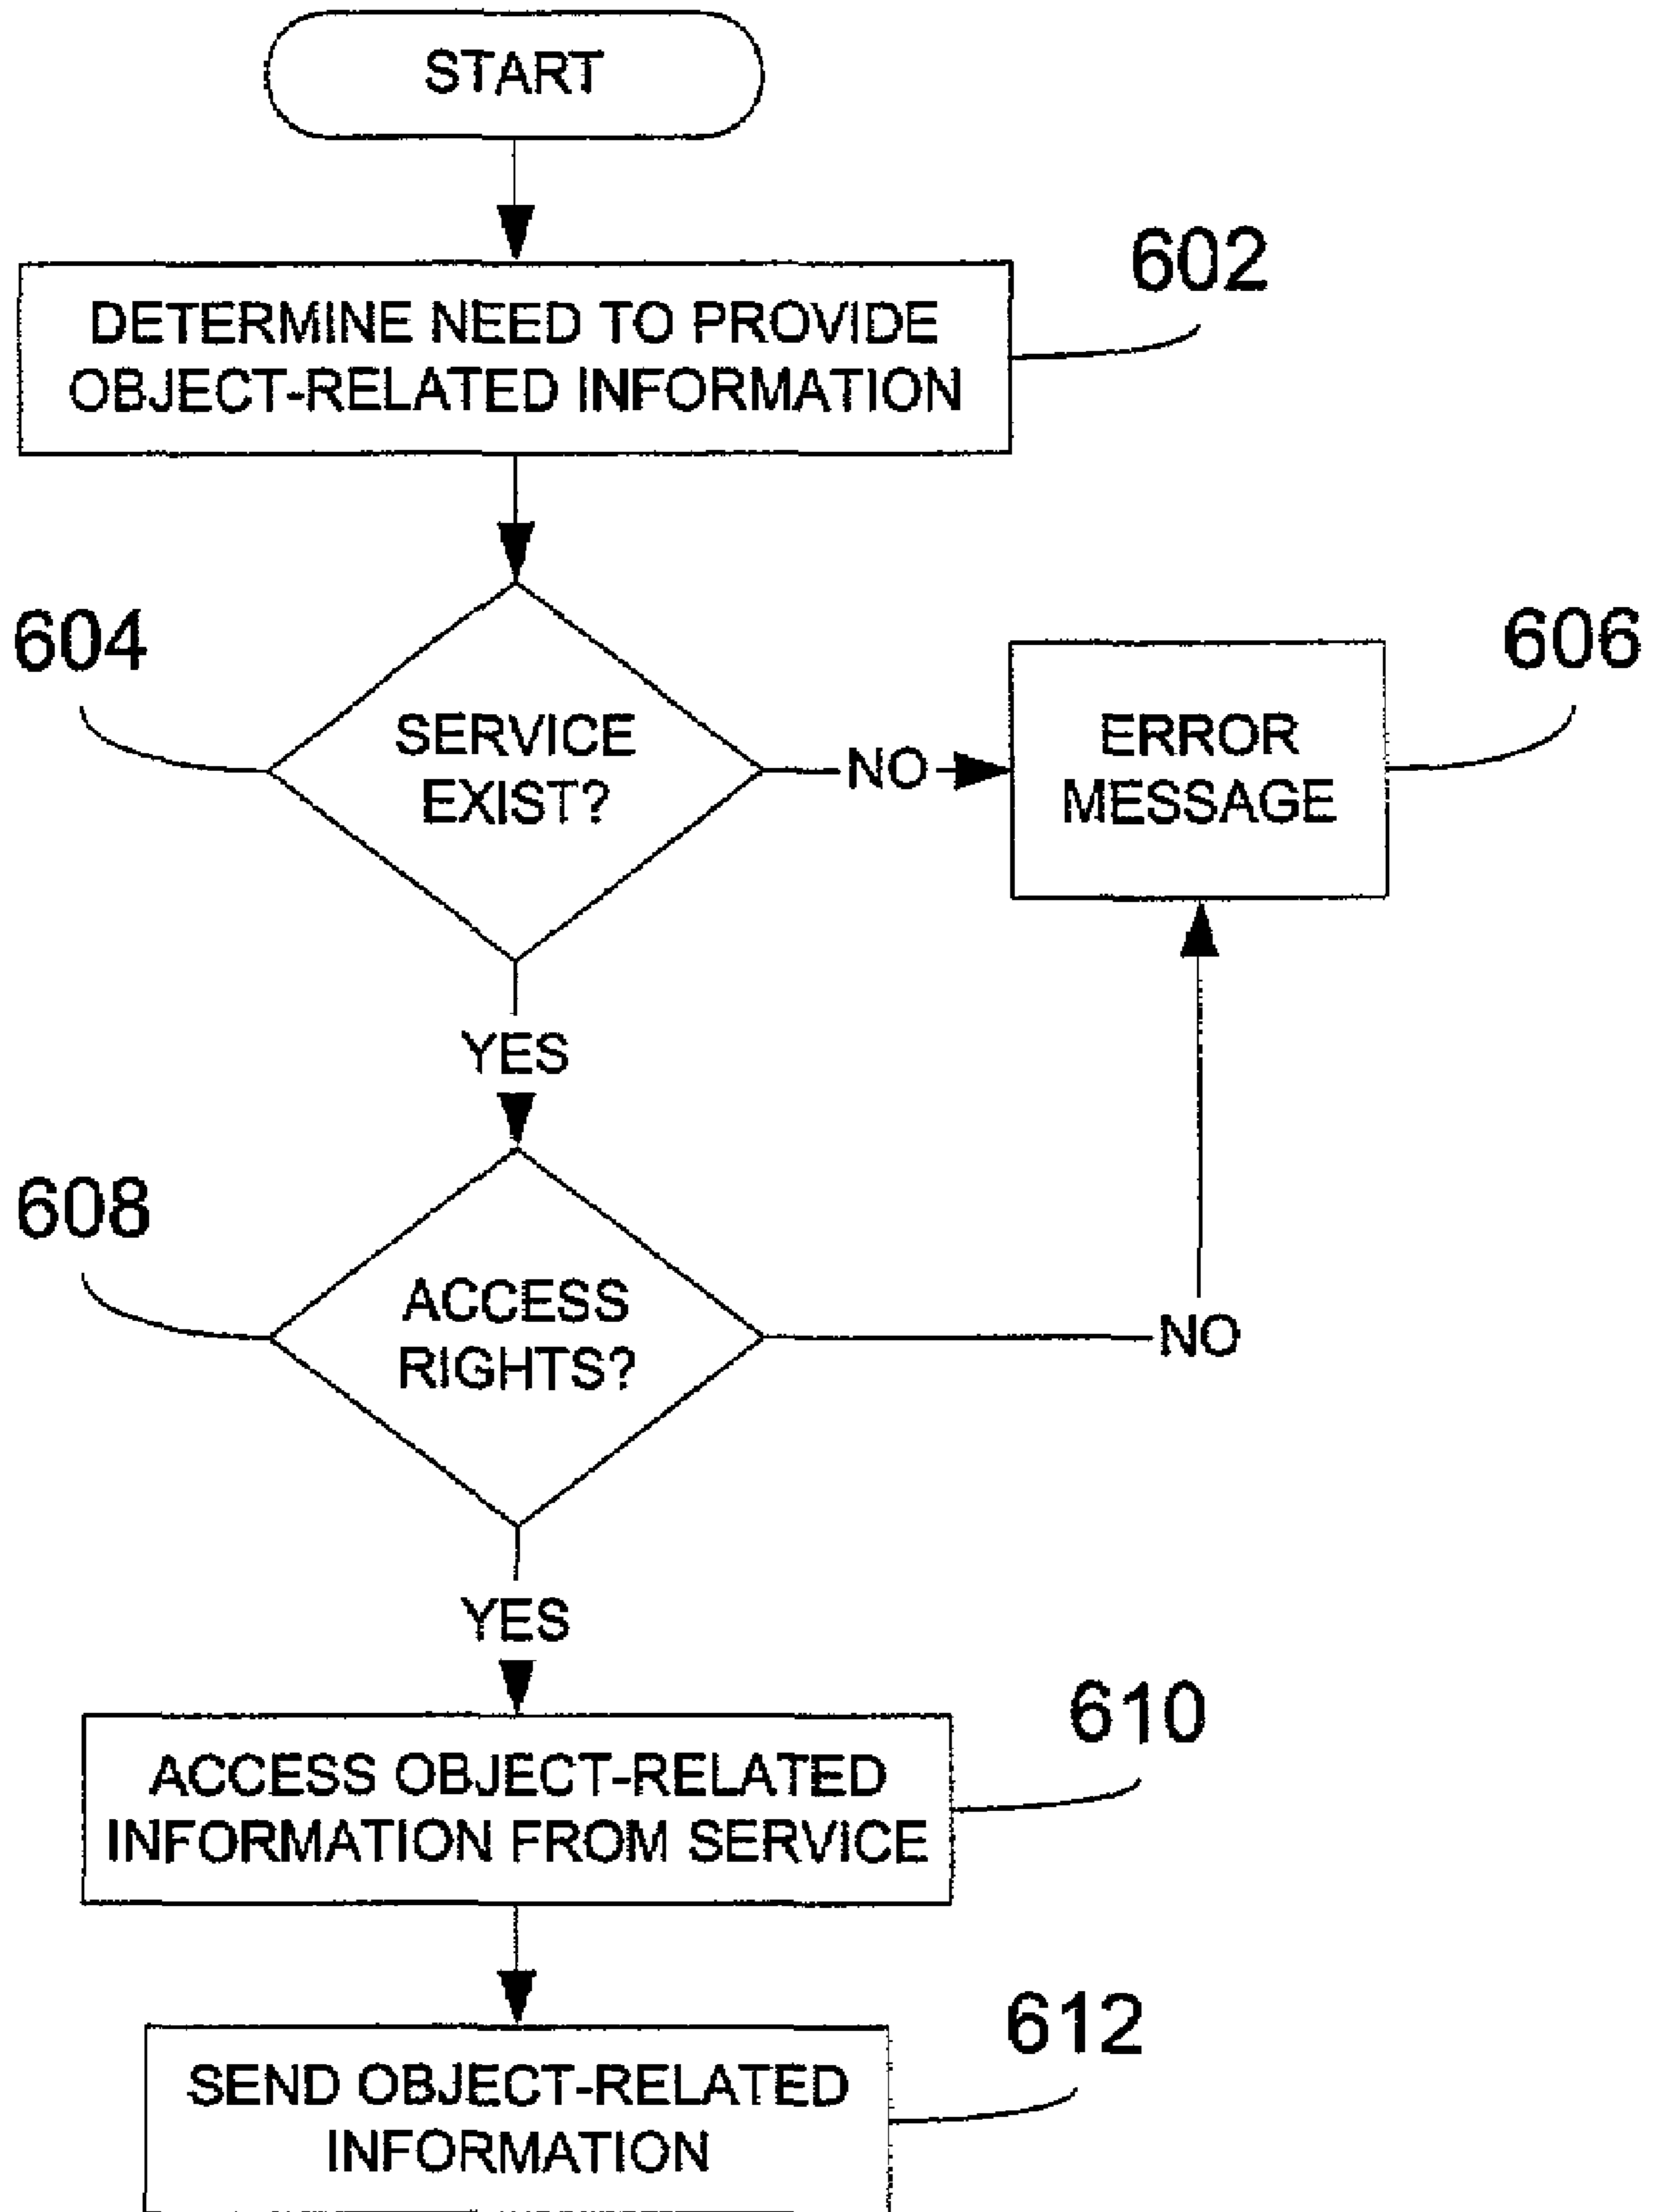 START
602
DETERMINE NEED TO PROVIDE
OBJECT-RELATED INFORMATION
604
SERVICE
EXIST?
NO
606
ERROR
MESSAGE
YES
608
ACCESS
RIGHTS?
NO
YES
610
ACCESS OBJECT-RELATED
INFORMATION FROM SERVICE
612
SEND OBJECT-RELATED
INFORMATION